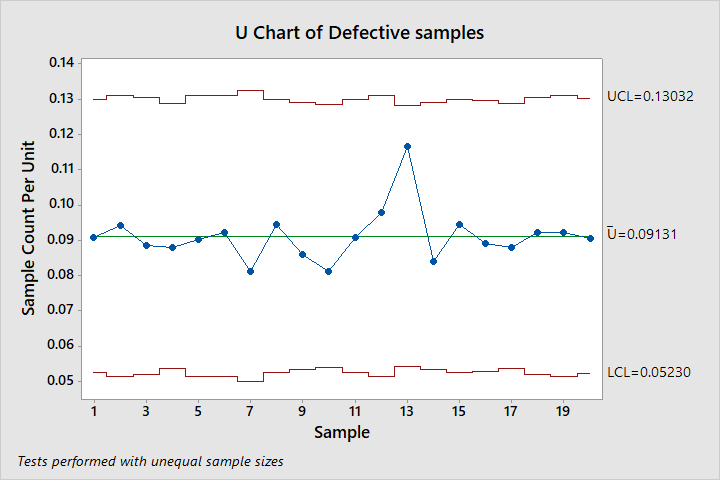 U Chart of Defective samples
0.14
0.13
0.12
0.11
0.10
0.09
0.08
0.07
0.06
0.05
Sample Count Per Unit
UCL=0.13032
U̅=0.09131
LCL=0.05230
1 3 5 7 9 11 13 15 17 19
Sample
Tests performed with unequal sample sizes